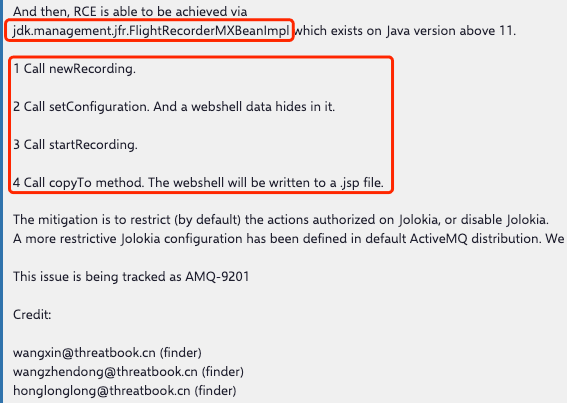 And then, RCE is able to be achieved via
jdk.management.jfr.FlightRecorderMXBeanImpl which exists on Java version above 11.
1 Call newRecording.
2 Call setConfiguration. And a webshell data hides in it.
3 Call startRecording.
4 Call copyTo method. The webshell will be written to a .jsp file.
The mitigation is to restrict (by default) the actions authorized on Jolokia, or disable Jolokia.
A more restrictive Jolokia configuration has been defined in default ActiveMQ distribution. We
This issue is being tracked as AMQ-9201
Credit:
wangxin@threatbook.cn (finder)
wangzhendong@threatbook.cn (finder)
honglonglong@threatbook.cn (finder)